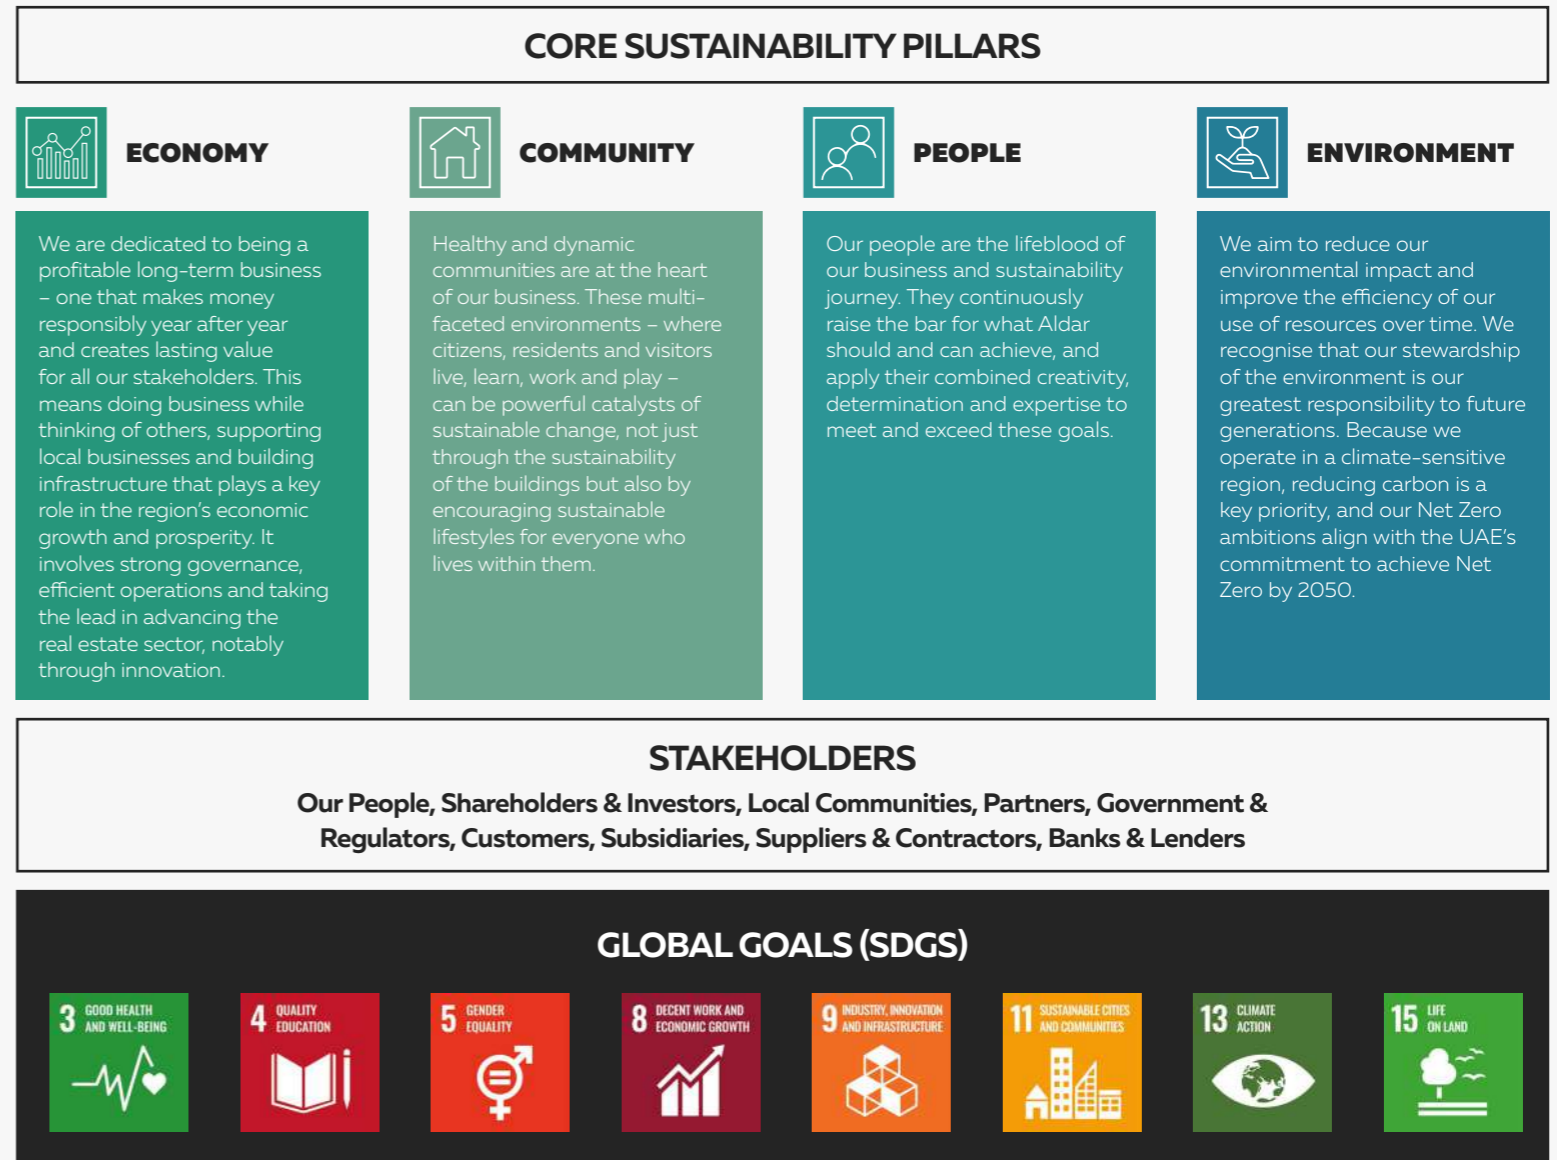 CORE SUSTAINABILITY PILLARS
ECONOMY
We are dedicated to being a
profitable long-term business
– one that makes money
responsibly year after year
and creates lasting value
for all our stakeholders. This
means doing business while
thinking of others, supporting
local businesses and building
infrastructure that plays a key
role in the region's economic
growth and prosperity. It
involves strong governance,
efficient operations and taking
the lead in advancing the
real estate sector, notably
through innovation.
COMMUNITY
Healthy and dynamic
communities are at the heart
of our business. These multi-
faceted environments – where
citizens, residents and visitors
live, learn, work and play –
can be powerful catalysts of
sustainable change, not just
through the sustainability
of the buildings but also by
encouraging sustainable
lifestyles for everyone who
lives within them.
PEOPLE
Our people are the lifeblood of
our business and sustainability
journey. They continuously
raise the bar for what Aldar
should and can achieve, and
apply their combined creativity,
determination and expertise to
meet and exceed these goals.
ENVIRONMENT
We aim to reduce our
environmental impact and
improve the efficiency of our
use of resources over time. We
recognise that our stewardship
of the environment is our
greatest responsibility to future
generations. Because we
operate in a climate-sensitive
region, reducing carbon is a
key priority, and our Net Zero
ambitions align with the UAE's
commitment to achieve Net
Zero by 2050.
STAKEHOLDERS
Our People, Shareholders & Investors, Local Communities, Partners, Government &
Regulators, Customers, Subsidiaries, Suppliers & Contractors, Banks & Lenders
GLOBAL GOALS (SDGS)
3 GOOD HEALTH
AND WELL-BEING
4 QUALITY
EDUCATION
5 GENDER
EQUALITY
8 DECENT WORK AND
ECONOMIC GROWTH
9 INDUSTRY, INNOVATION
AND INFRASTRUCTURE
11 SUSTAINABLE CITIES
AND COMMUNITIES
13 CLIMATE
ACTION
15 LIFE
ON LAND